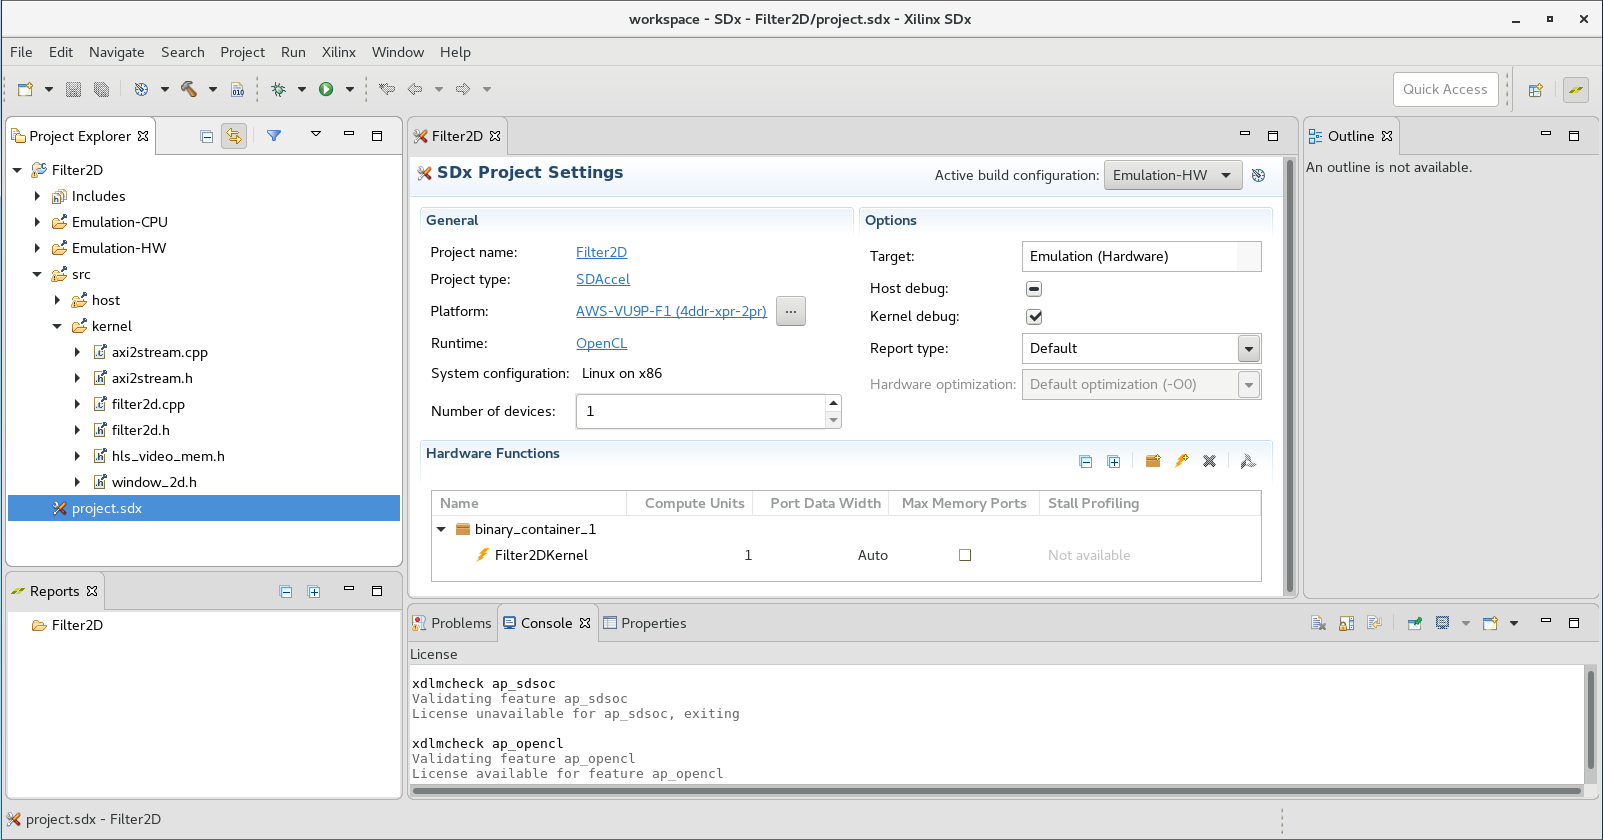 workspace - SDx - Filter2D/project.sdx - Xilinx SDx
File Edit Navigate Search Project Run Xilinx Window Help
010
Quick Access
Project Explorer
Filter2D
Includes
Emulation-CPU
Emulation-HW
src
host
kernel
axi2stream.cpp
axi2stream.h
filter2d.cpp
filter2d.h
hls_video_mem.h
window_2d.h
project.sdx
Reports
Filter2D
Filter2D
SDx Project Settings
Active build configuration: Emulation-HW
General
Project name: Filter2D
Project type: SDAccel
Platform: AWS-VU9P-F1 (4ddr-xpr-2pr) ...
Runtime: OpenCL
System configuration: Linux on x86
Number of devices: 1
Options
Target: Emulation (Hardware)
Host debug:
Kernel debug:
Report type: Default
Hardware optimization: Default optimization (-O0)
Hardware Functions
Name Compute Units Port Data Width Max Memory Ports Stall Profiling
binary_container_1
Filter2DKernel 1 Auto Not available
Outline
An outline is not available.
Problems Console Properties
License
xdlmcheck ap_sdsoc
Validating feature ap_sdsoc
License unavailable for ap_sdsoc, exiting
xdlmcheck ap_opencl
Validating feature ap_opencl
License available for feature ap_opencl
project.sdx - Filter2D